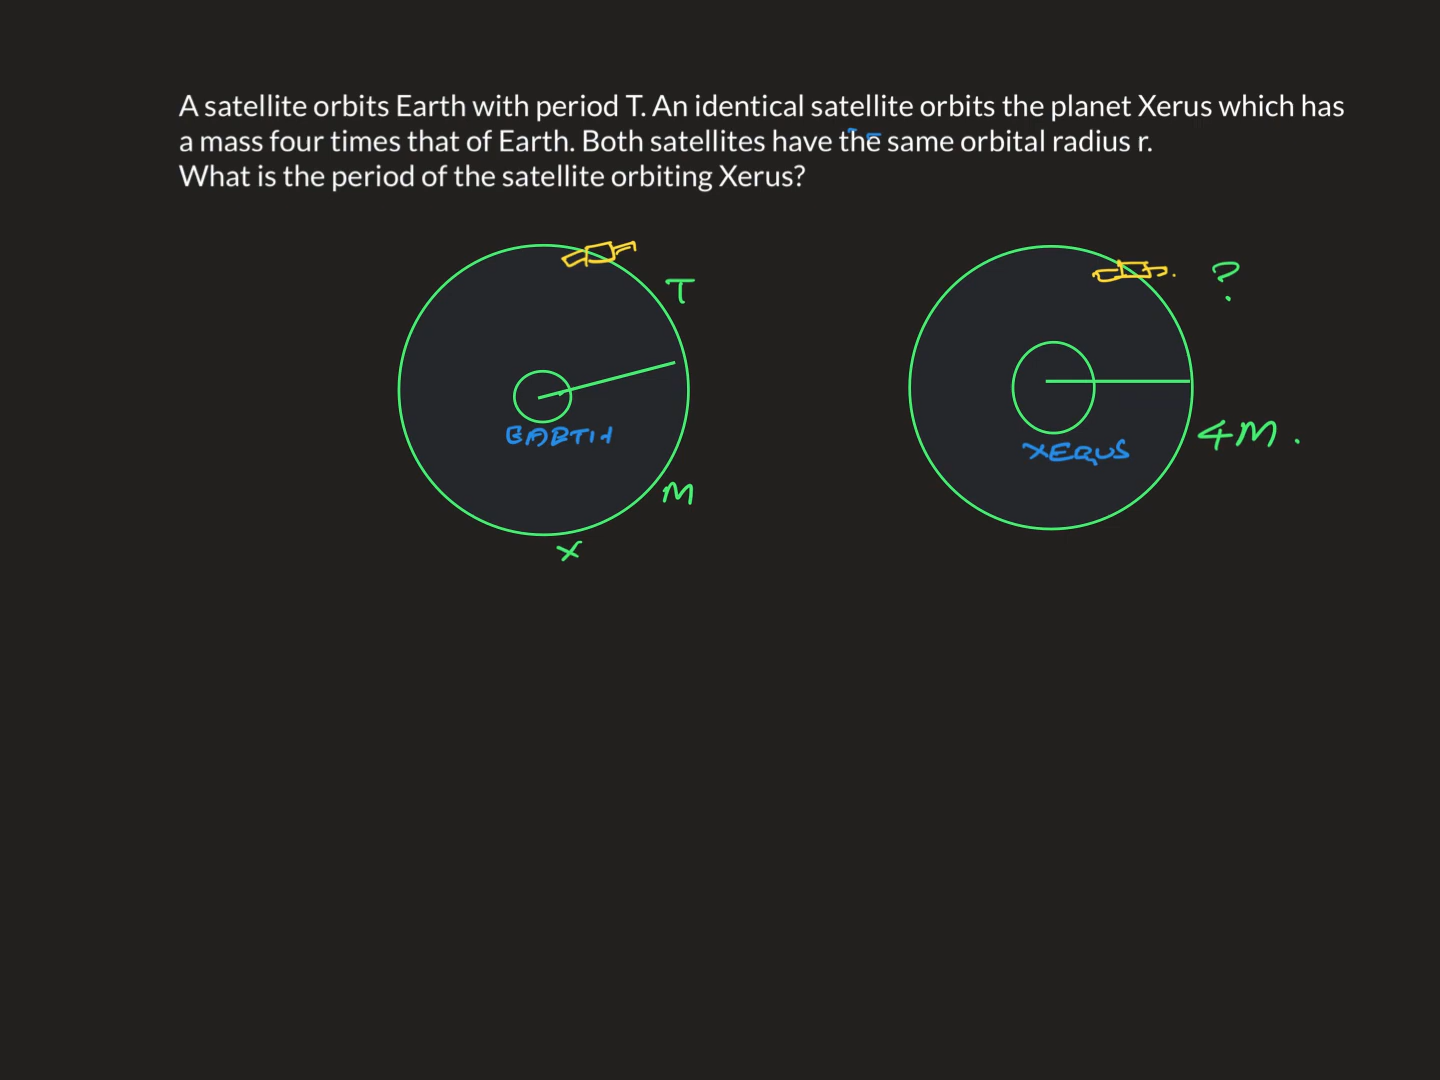 A satellite orbits Earth with period T. An identical satellite orbits the planet Xerus which has
a mass four times that of Earth. Both satellites have the same orbital radius r.
What is the period of the satellite orbiting Xerus?
T
?
EARTH
XERUS
4M.
M
x